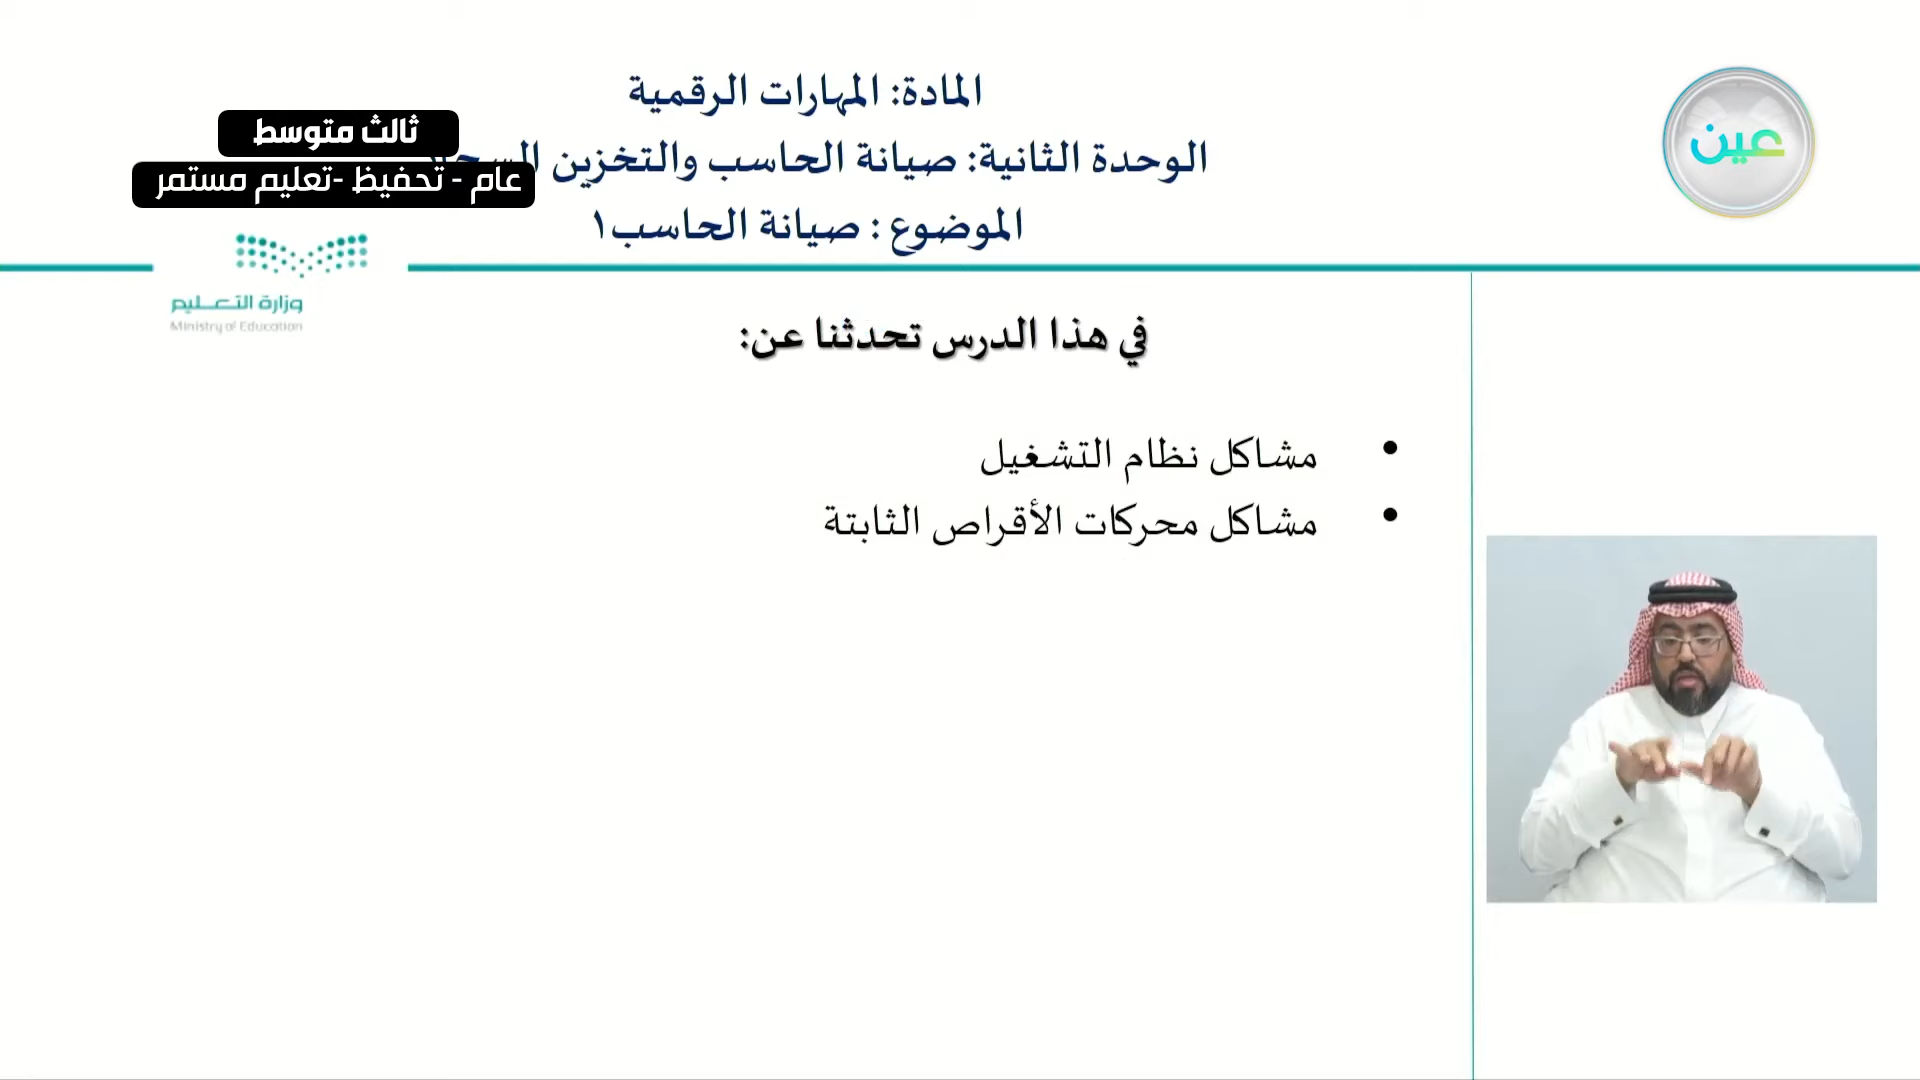 المادة: المهارات الرقمية
الوحدة الثانية: صيانة الحاسب والتخزين
الموضوع : صيانة الحاسب١
ثالث متوسط
عام - تحفيظ -تعليم مستمر
عين
وزارة التعليم
Ministry of Education
في هذا الدرس تحدثنا عن:
• مشاكل نظام التشغيل
• مشاكل محركات الأقراص الثابتة